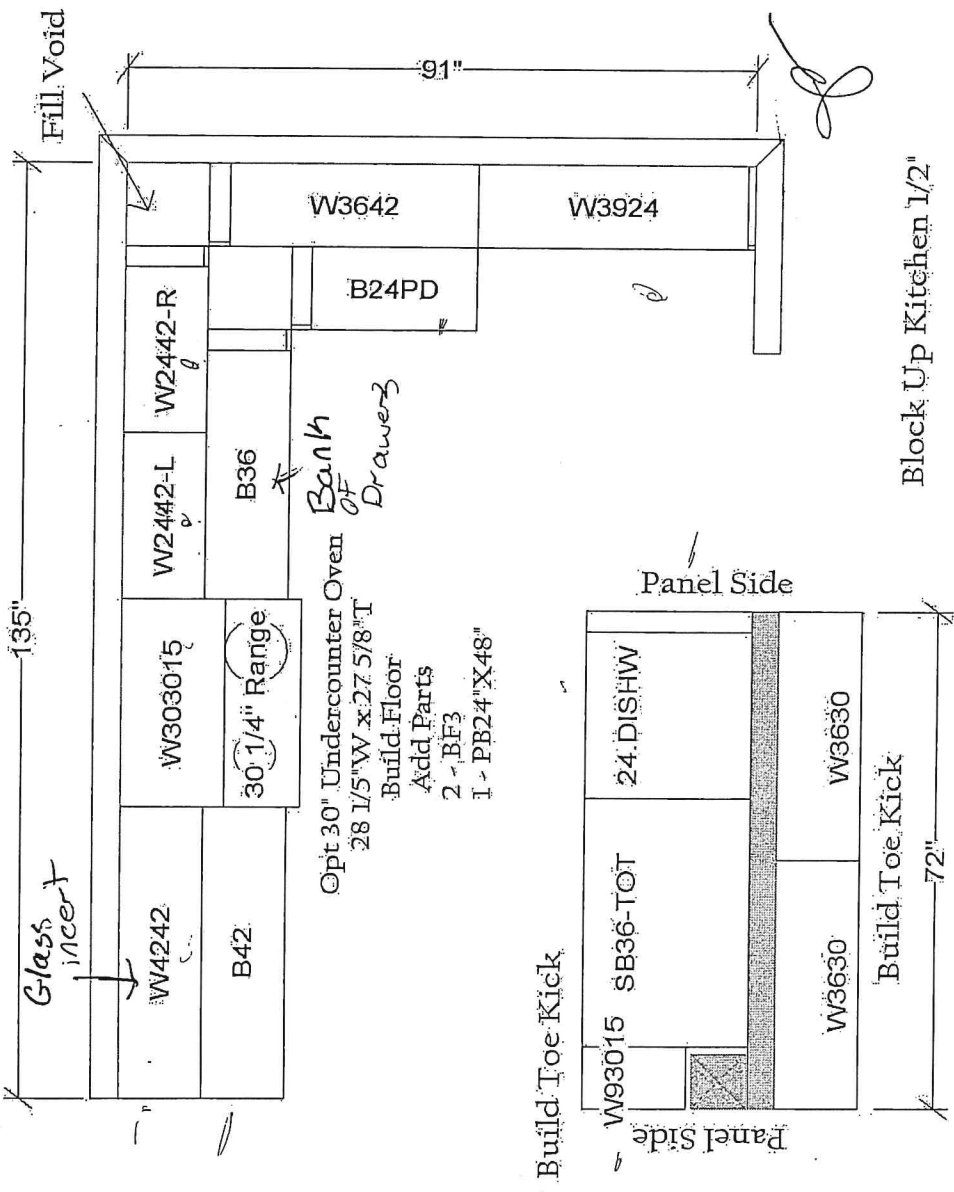 Fill Void
135"
91"
Glass
incert
W4242
B42
W303015
30 1/4" Range
W2442-L
W2442-R
B36
Bank
OF
Drawers
W3642
W3924
B24PD
Opt 30" Undercounter Oven
28 1/5"W x 27 5/8"T
Build Floor
Add Parts
2 - BF3
1 - PB24"X48"
Block Up Kitchen 1/2"
Build Toe Kick
W93015
SB36-TOT
24.DISHW
Panel Side
Panel Side
W3630
W3630
Build Toe Kick
72"